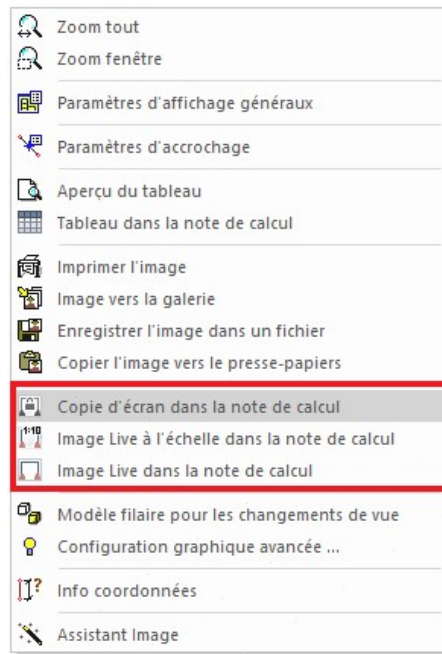 Zoom tout
Zoom fenêtre
Paramètres d'affichage généraux
Paramètres d'accrochage
Aperçu du tableau
Tableau dans la note de calcul
Imprimer l'image
Image vers la galerie
Enregistrer l'image dans un fichier
Copier l'image vers le presse-papiers
Copie d'écran dans la note de calcul
1:10 Image Live à l'échelle dans la note de calcul
Image Live dans la note de calcul
Modèle filaire pour les changements de vue
Configuration graphique avancée ...
Info coordonnées
Assistant Image